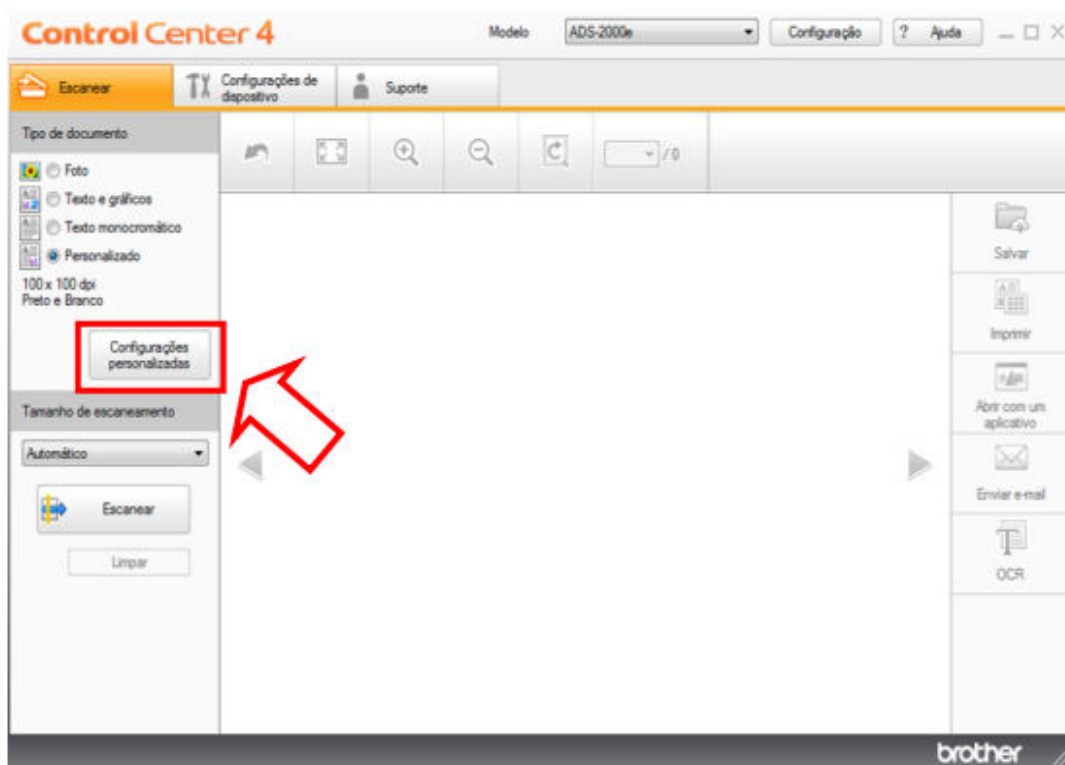 Control Center 4
Modelo
ADS-2000e
Configuração
? Ajuda
Escanear
Configurações de
dispositivo
Suporte
Tipo de documento
Foto
Texto e gráficos
Texto monocromático
Personalizado
100 x 100 dpi
Preto e Branco
Configurações
personalizadas
Tamanho de escaneamento
Automático
Escanear
Limpar
/ 0
Salvar
Imprimir
Abrir com um
aplicativo
Enviar e-mail
OCR
brother